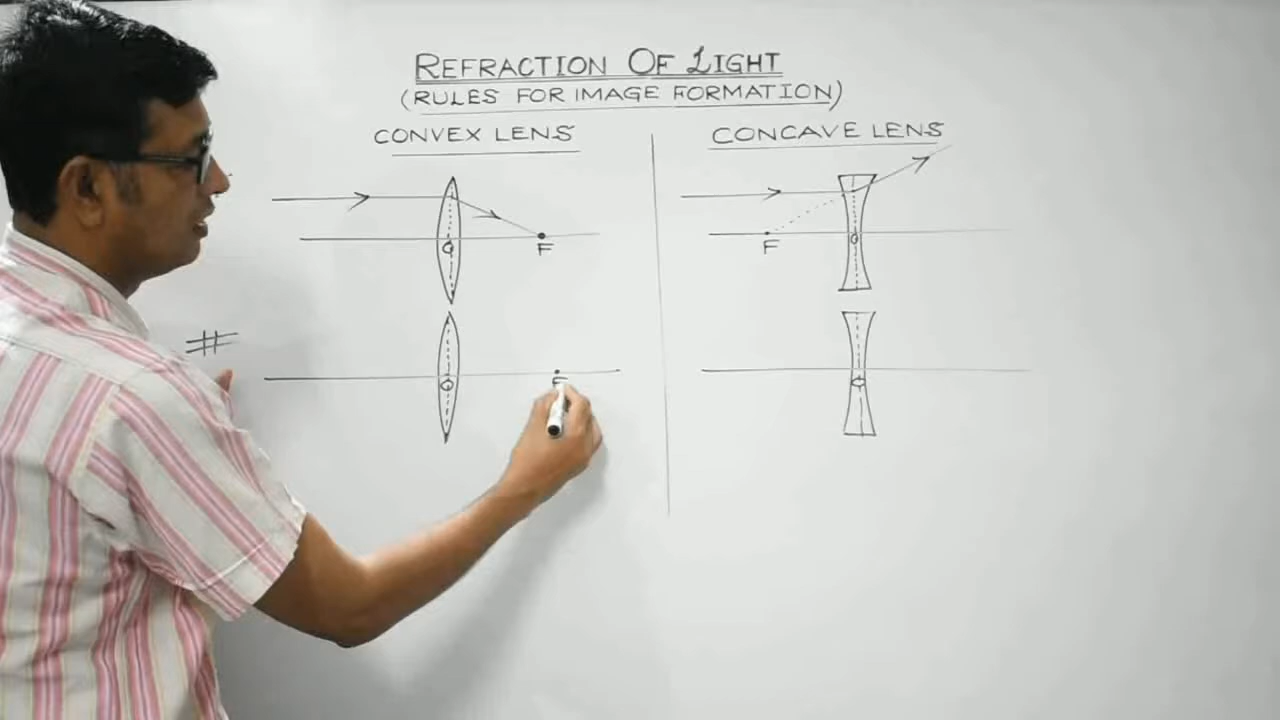 REFRACTION OF LIGHT
(RULES FOR IMAGE FORMATION)
CONVEX LENS
CONCAVE LENS
O
F
F
O
#
O
F
O